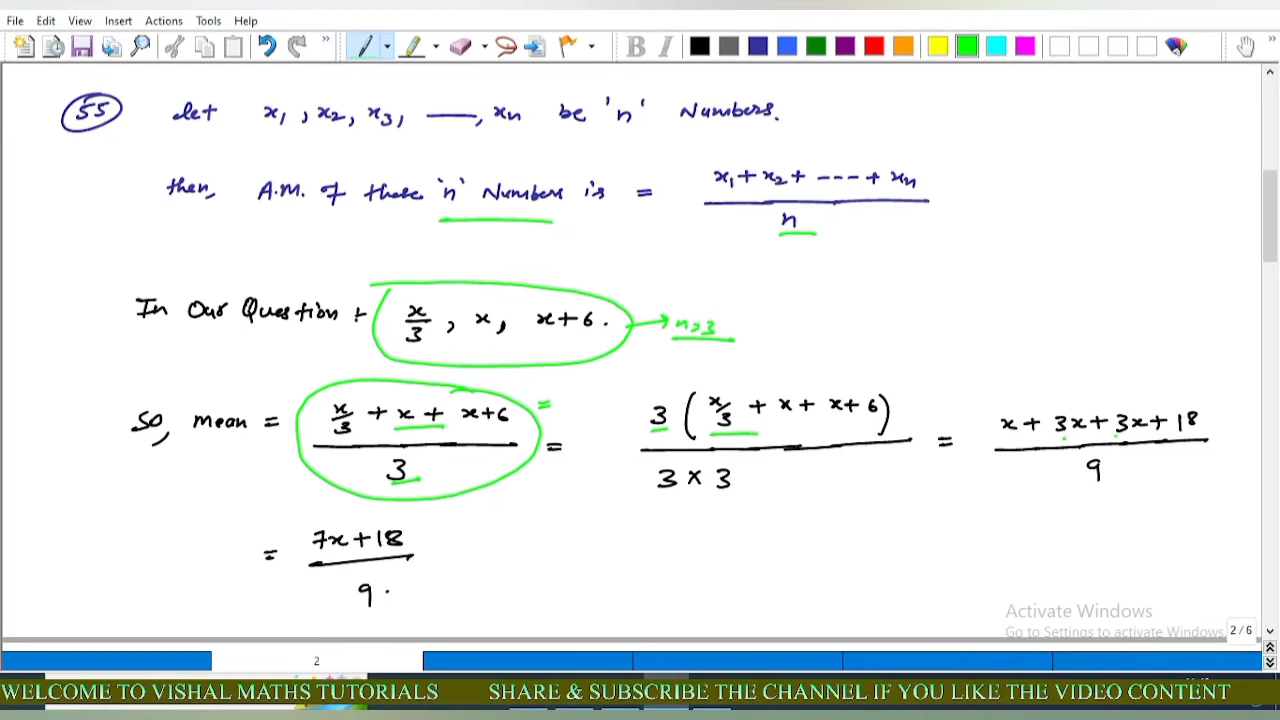 File Edit View Insert Actions Tools Help
B I
55 Let x₁, x₂, x₃, —, xn be 'n' Numbers.
then, A.M. of these 'n' Numbers is = (x₁ + x₂ + ---- + xn)/n
In Our Question : x/3, x, x+6. → n=3
So, mean = (x/3 + x + x+6)/3 = = 3(x/3 + x + x+6)/(3 × 3) = (x + 3x + 3x + 18)/9
= (7x+18)/9.
Activate Windows
Go to Settings to activate Windows.
2 / 6
2
WELCOME TO VISHAL MATHS TUTORIALS SHARE & SUBSCRIBE THE CHANNEL IF YOU LIKE THE VIDEO CONTENT